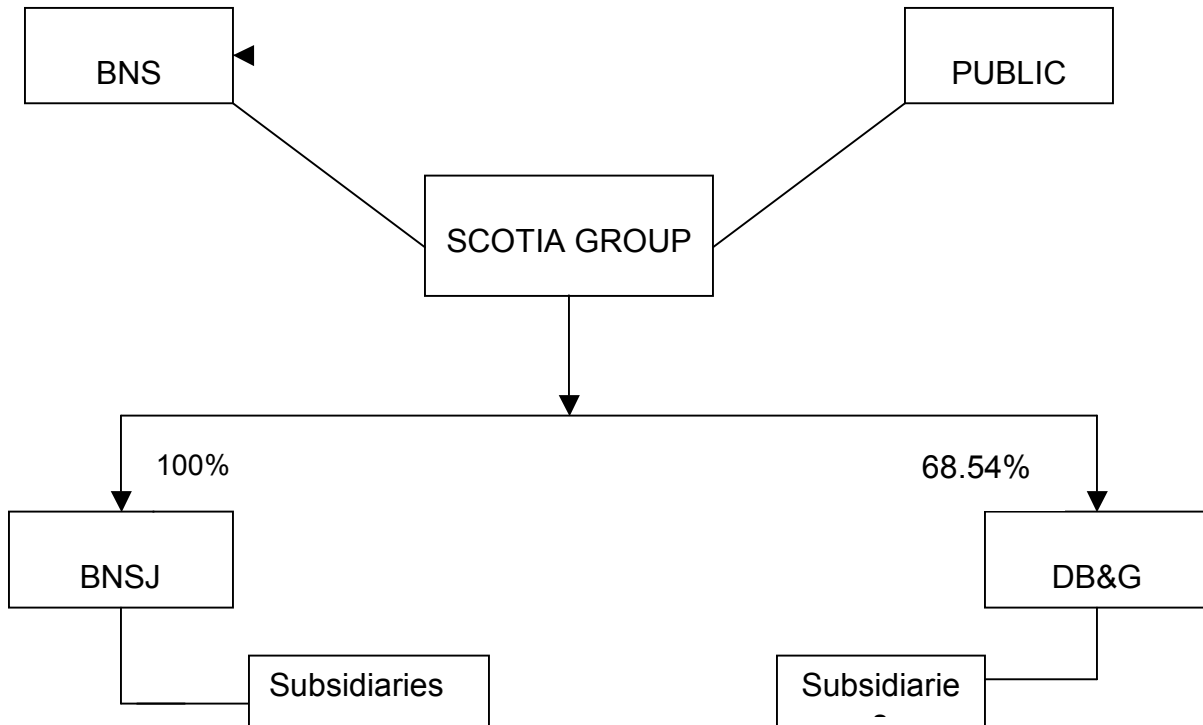 BNS
PUBLIC
SCOTIA GROUP
100%
68.54%
BNSJ
DB&G
Subsidiaries
Subsidiarie